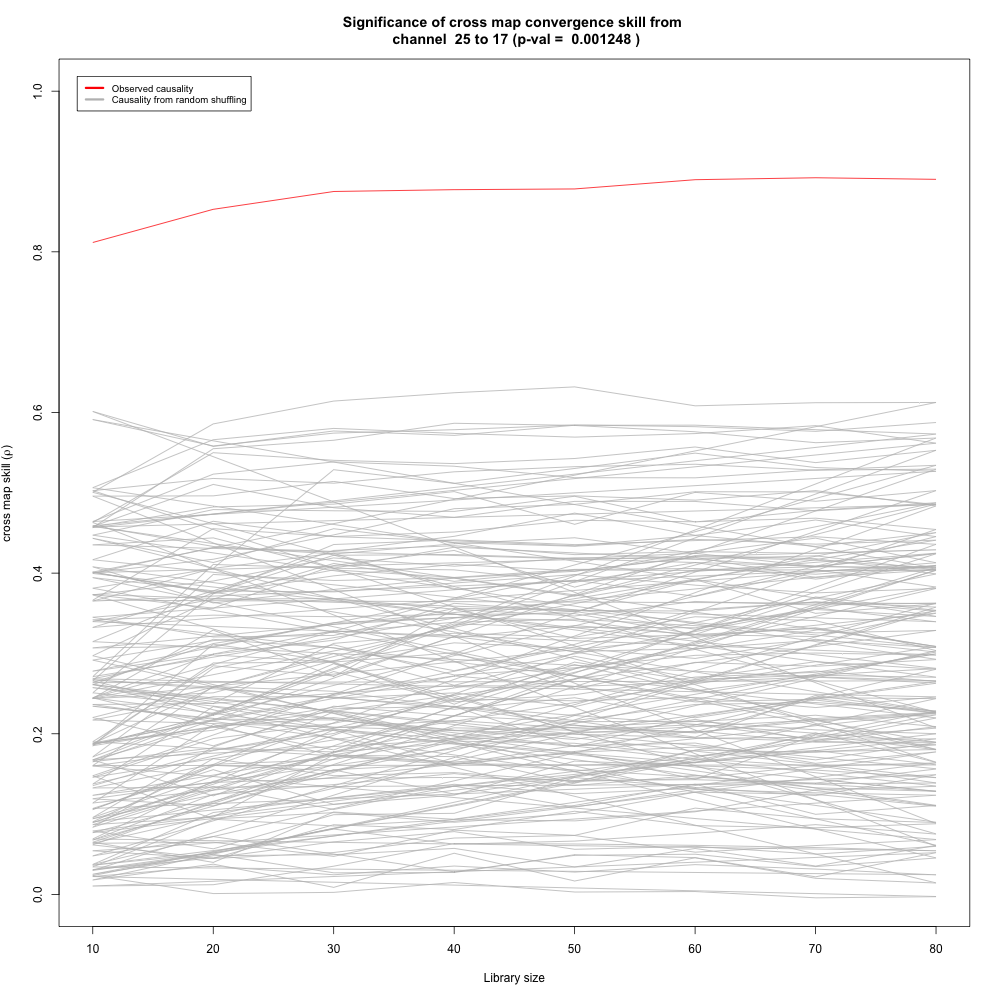 Significance of cross map convergence skill from
channel  25 to 17 (p-val =  0.001248 )
Observed causality
Causality from random shuffling
1.0
0.8
0.6
0.4
0.2
0.0
cross map skill (ρ)
10 20 30 40 50 60 70 80
Library size